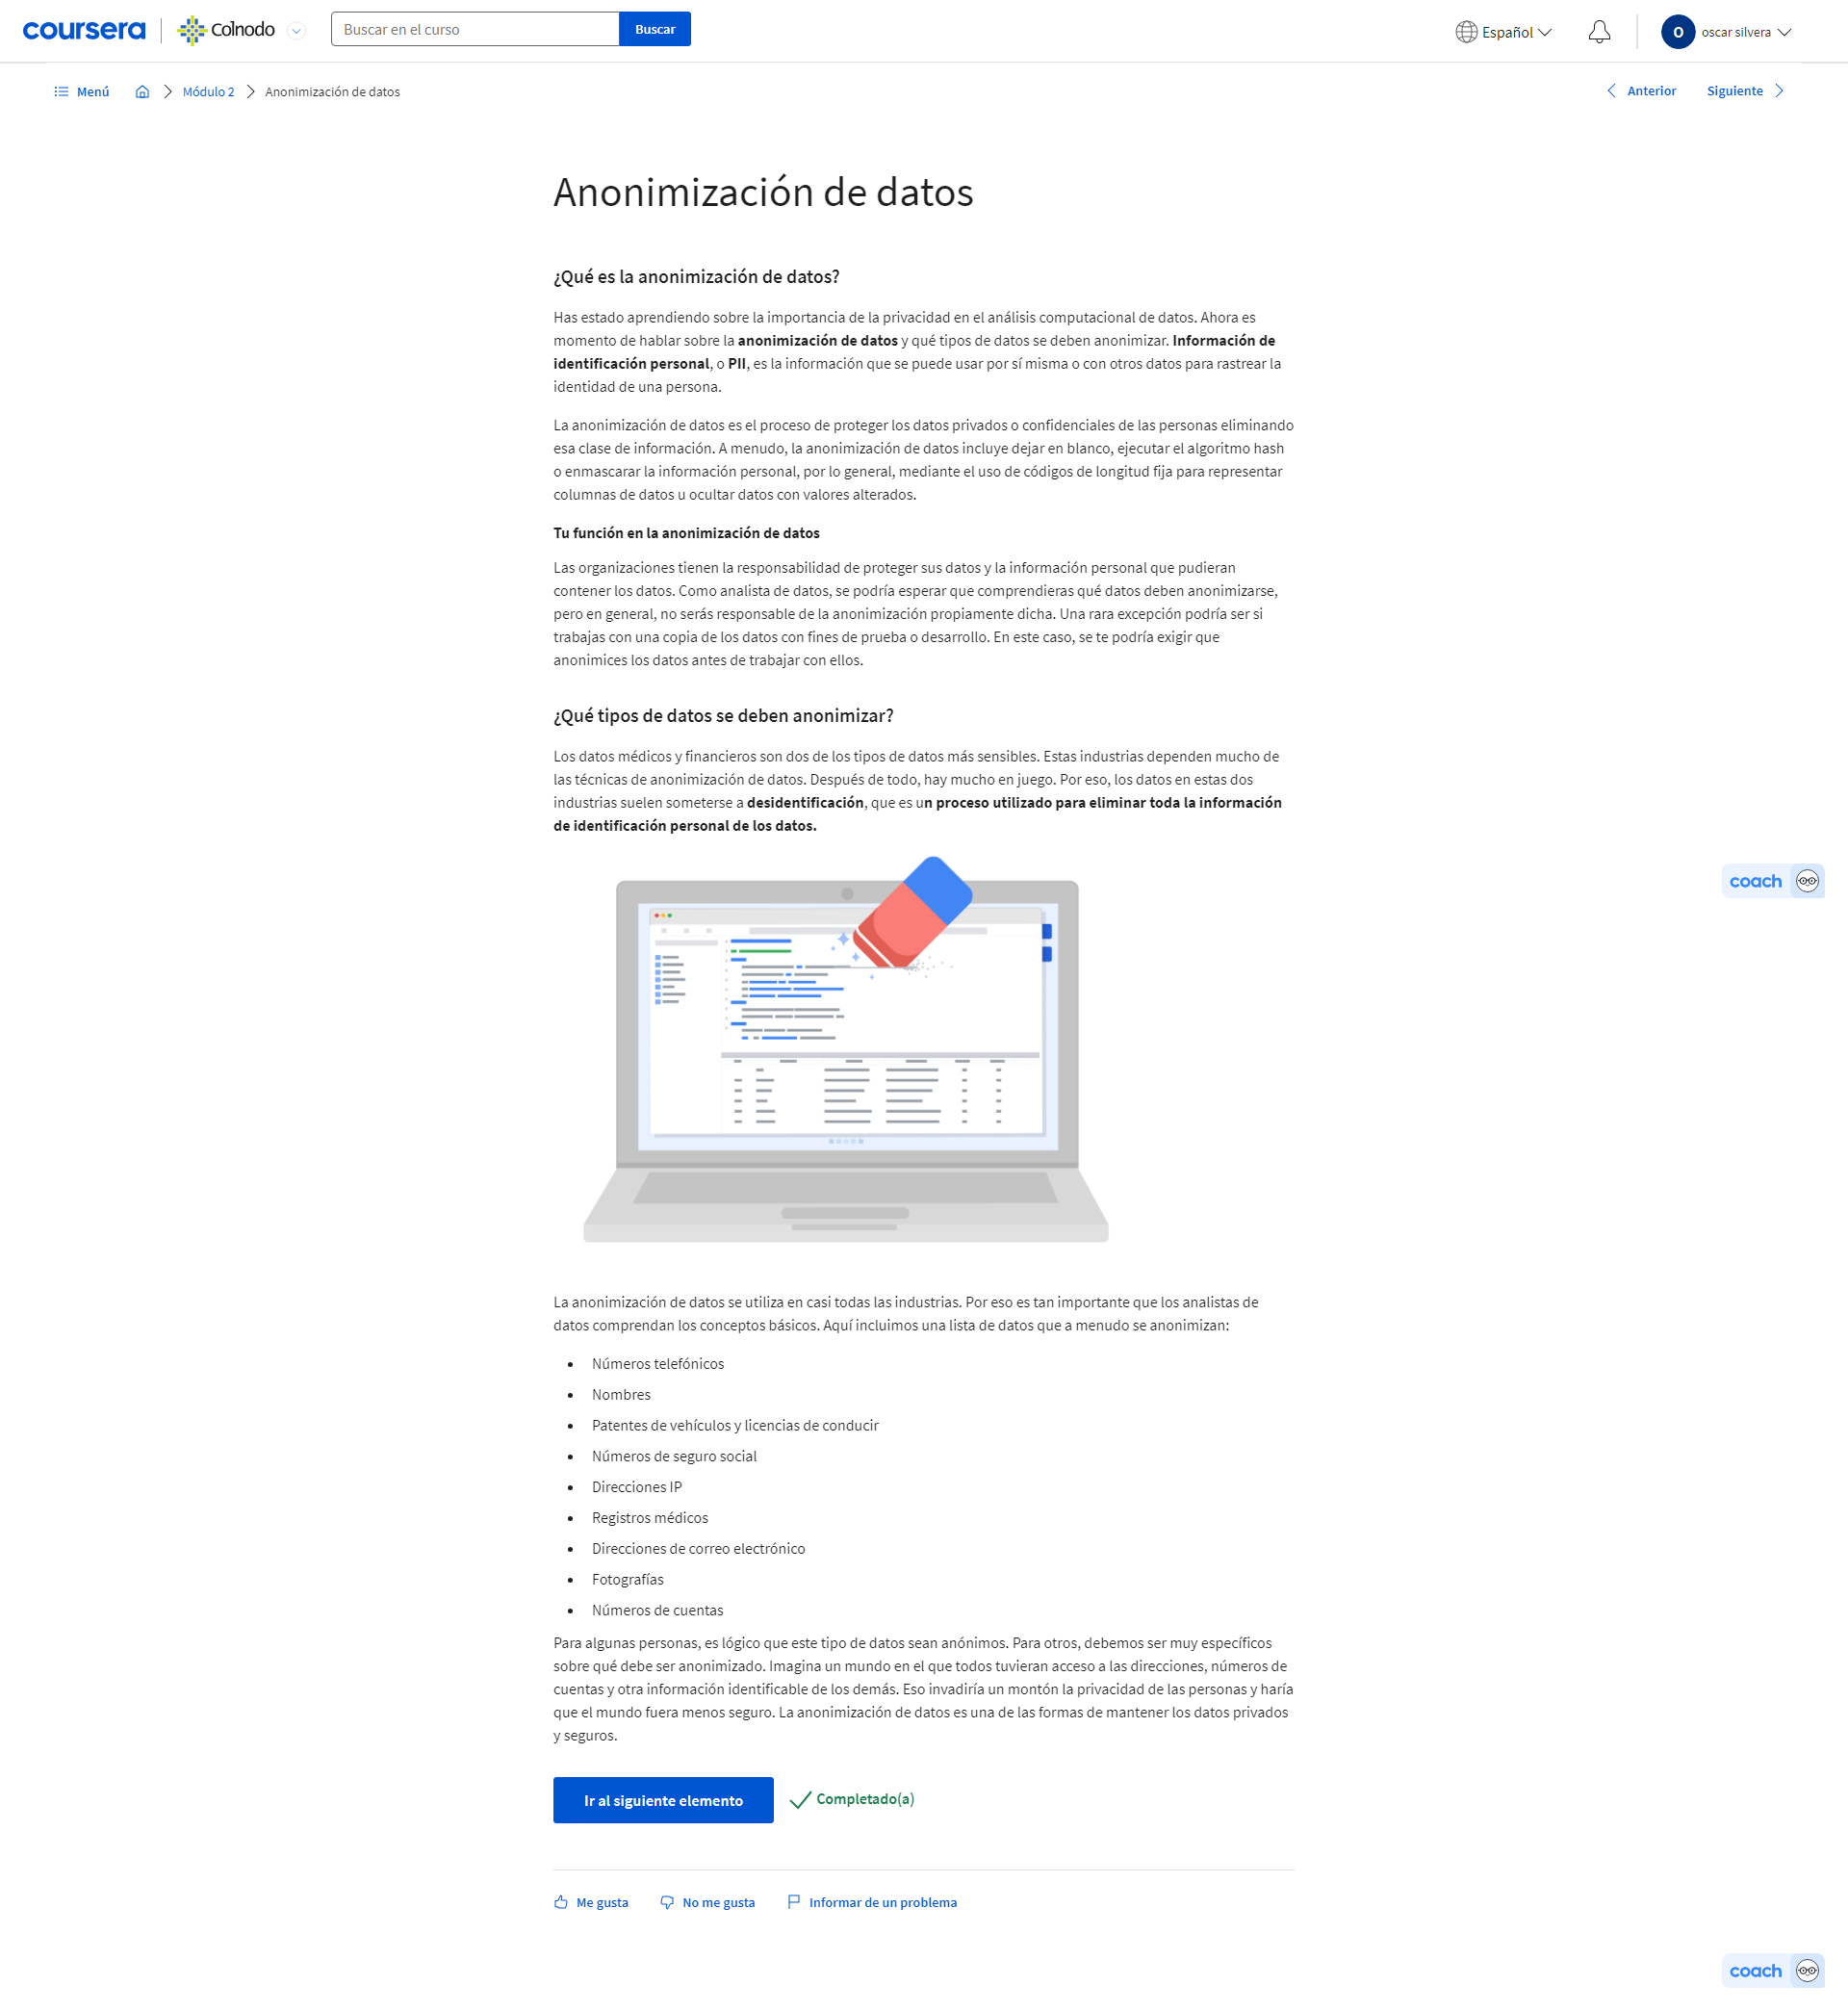 coursera
Colnodo
Buscar en el curso
Buscar
Español
O
oscar silvera
Menú
Módulo 2
Anonimización de datos
Anterior
Siguiente
Anonimización de datos
¿Qué es la anonimización de datos?
Has estado aprendiendo sobre la importancia de la privacidad en el análisis computacional de datos. Ahora es
momento de hablar sobre la anonimización de datos y qué tipos de datos se deben anonimizar. Información de
identificación personal, o PII, es la información que se puede usar por sí misma o con otros datos para rastrear la
identidad de una persona.
La anonimización de datos es el proceso de proteger los datos privados o confidenciales de las personas eliminando
esa clase de información. A menudo, la anonimización de datos incluye dejar en blanco, ejecutar el algoritmo hash
o enmascarar la información personal, por lo general, mediante el uso de códigos de longitud fija para representar
columnas de datos u ocultar datos con valores alterados.
Tu función en la anonimización de datos
Las organizaciones tienen la responsabilidad de proteger sus datos y la información personal que pudieran
contener los datos. Como analista de datos, se podría esperar que comprendieras qué datos deben anonimizarse,
pero en general, no serás responsable de la anonimización propiamente dicha. Una rara excepción podría ser si
trabajas con una copia de los datos con fines de prueba o desarrollo. En este caso, se te podría exigir que
anonimices los datos antes de trabajar con ellos.
¿Qué tipos de datos se deben anonimizar?
Los datos médicos y financieros son dos de los tipos de datos más sensibles. Estas industrias dependen mucho de
las técnicas de anonimización de datos. Después de todo, hay mucho en juego. Por eso, los datos en estas dos
industrias suelen someterse a desidentificación, que es un proceso utilizado para eliminar toda la información
de identificación personal de los datos.
coach
La anonimización de datos se utiliza en casi todas las industrias. Por eso es tan importante que los analistas de
datos comprendan los conceptos básicos. Aquí incluimos una lista de datos que a menudo se anonimizan:
• Números telefónicos
• Nombres
• Patentes de vehículos y licencias de conducir
• Números de seguro social
• Direcciones IP
• Registros médicos
• Direcciones de correo electrónico
• Fotografías
• Números de cuentas
Para algunas personas, es lógico que este tipo de datos sean anónimos. Para otros, debemos ser muy específicos
sobre qué debe ser anonimizado. Imagina un mundo en el que todos tuvieran acceso a las direcciones, números de
cuentas y otra información identificable de los demás. Eso invadiría un montón la privacidad de las personas y haría
que el mundo fuera menos seguro. La anonimización de datos es una de las formas de mantener los datos privados
y seguros.
Ir al siguiente elemento
Completado(a)
Me gusta
No me gusta
Informar de un problema
coach